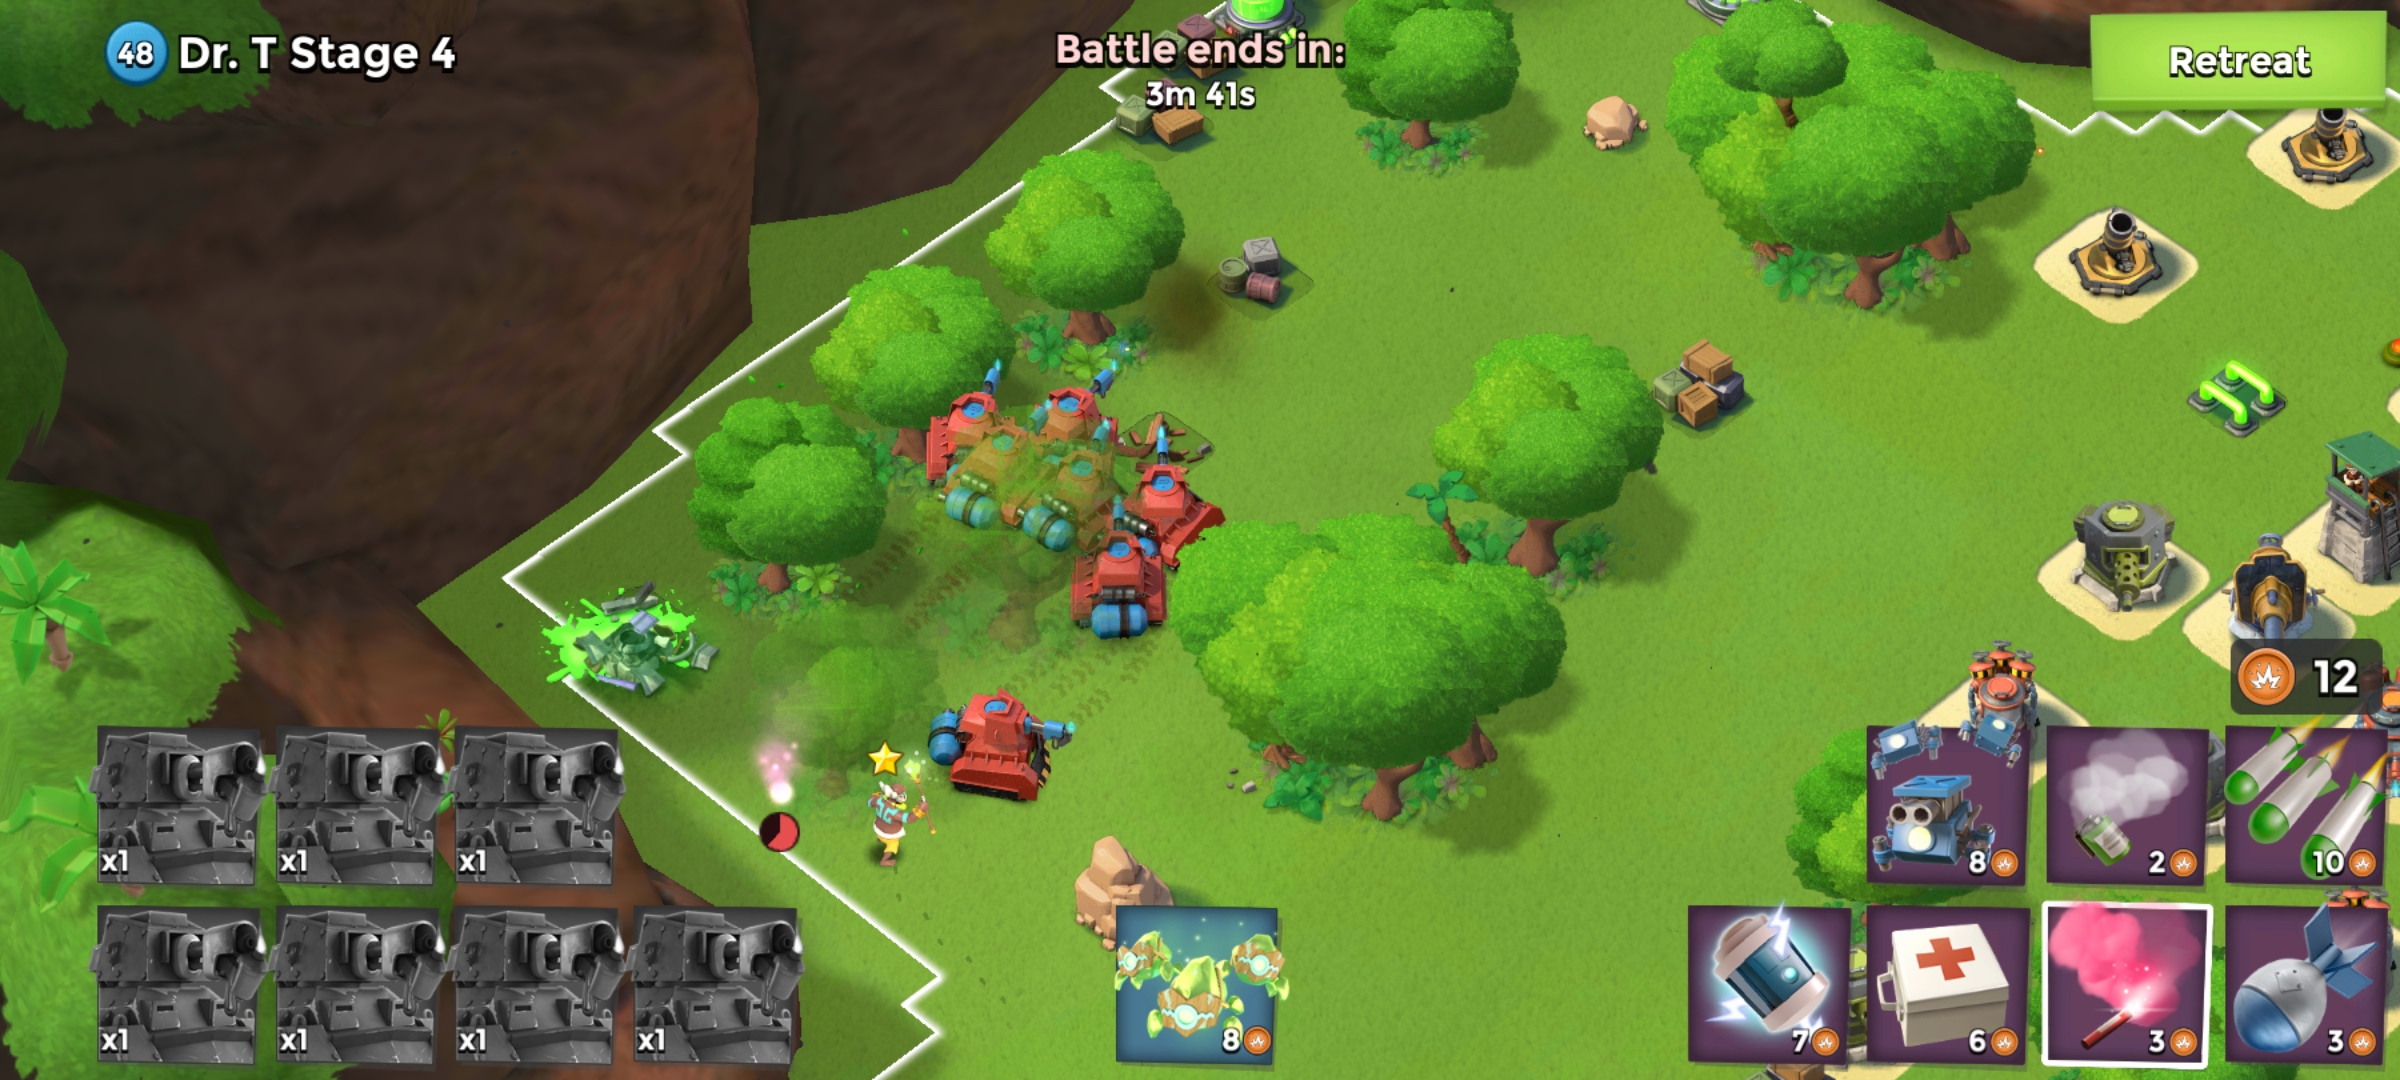 48 Dr. T Stage 4
Battle ends in:
3m 41s
Retreat
12
8
2
10
x1
x1
x1
x1
x1
x1
x1
8
7
6
3
3